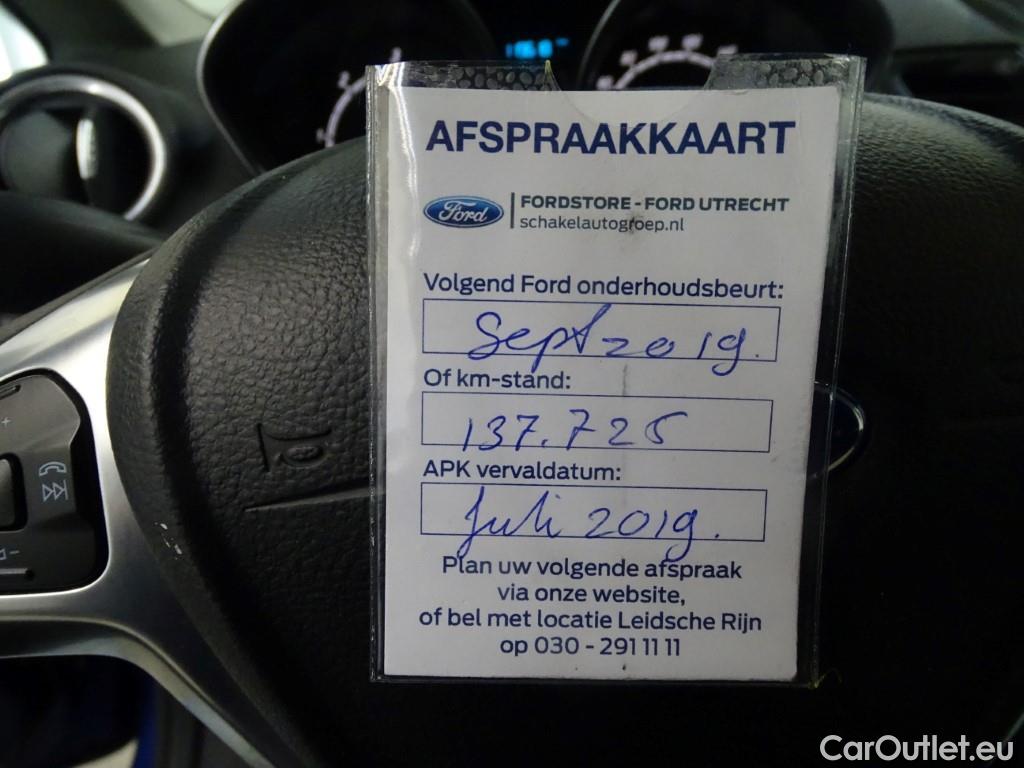 AFSPRAAKKAART
Ford
FORDSTORE - FORD UTRECHT
schakelautogroep.nl
Volgend Ford onderhoudsbeurt:
Sept 2019.
Of km-stand:
137.725
APK vervaldatum:
Juli 2019.
Plan uw volgende afspraak
via onze website,
of bel met locatie Leidsche Rijn
op 030 - 291 11 11
CarOutlet.eu